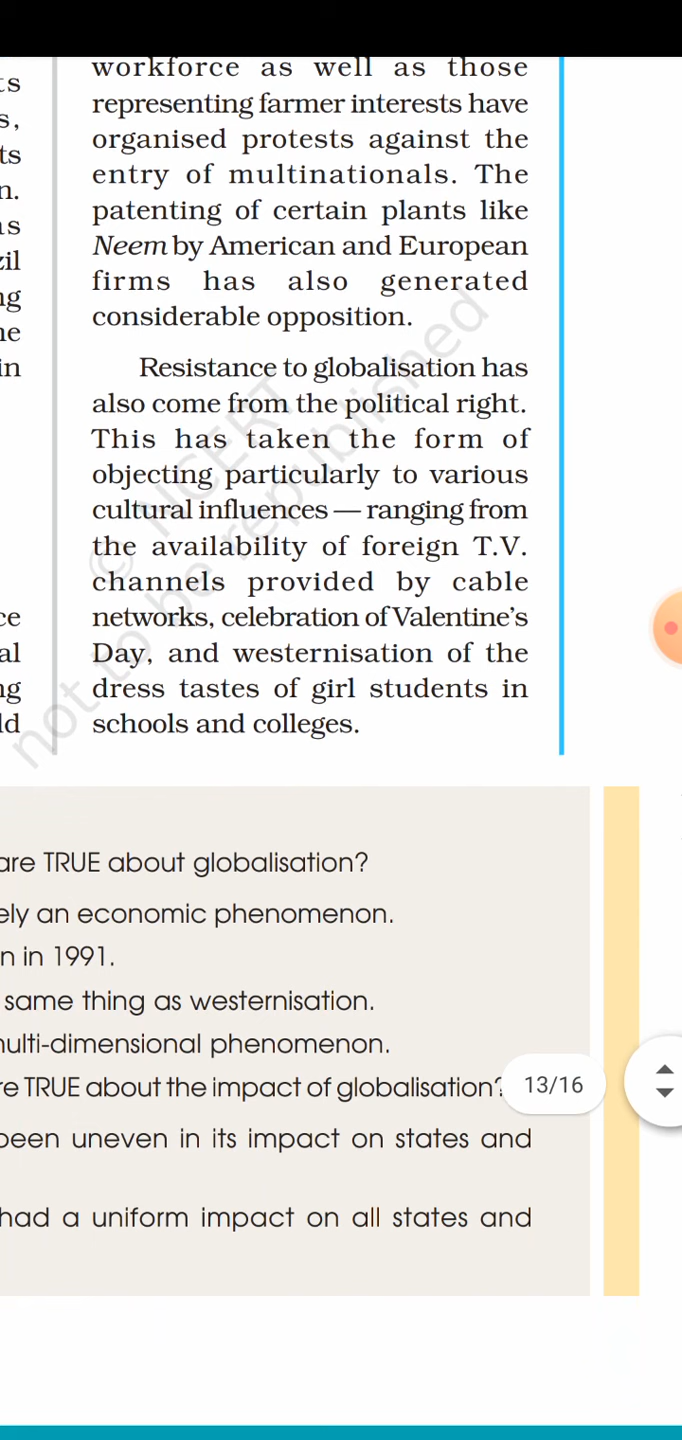 workforce as well as those
representing farmer interests have
organised protests against the
entry of multinationals. The
patenting of certain plants like
Neem by American and European
firms has also generated
considerable opposition.
Resistance to globalisation has
also come from the political right.
This has taken the form of
objecting particularly to various
cultural influences — ranging from
the availability of foreign T.V.
channels provided by cable
networks, celebration of Valentine's
Day, and westernisation of the
dress tastes of girl students in
schools and colleges.
© NCERT
not to be republished
are TRUE about globalisation?
an economic phenomenon.
in 1991.
same thing as westernisation.
multi-dimensional phenomenon.
TRUE about the impact of globalisation?
13/16
been uneven in its impact on states and
had a uniform impact on all states and